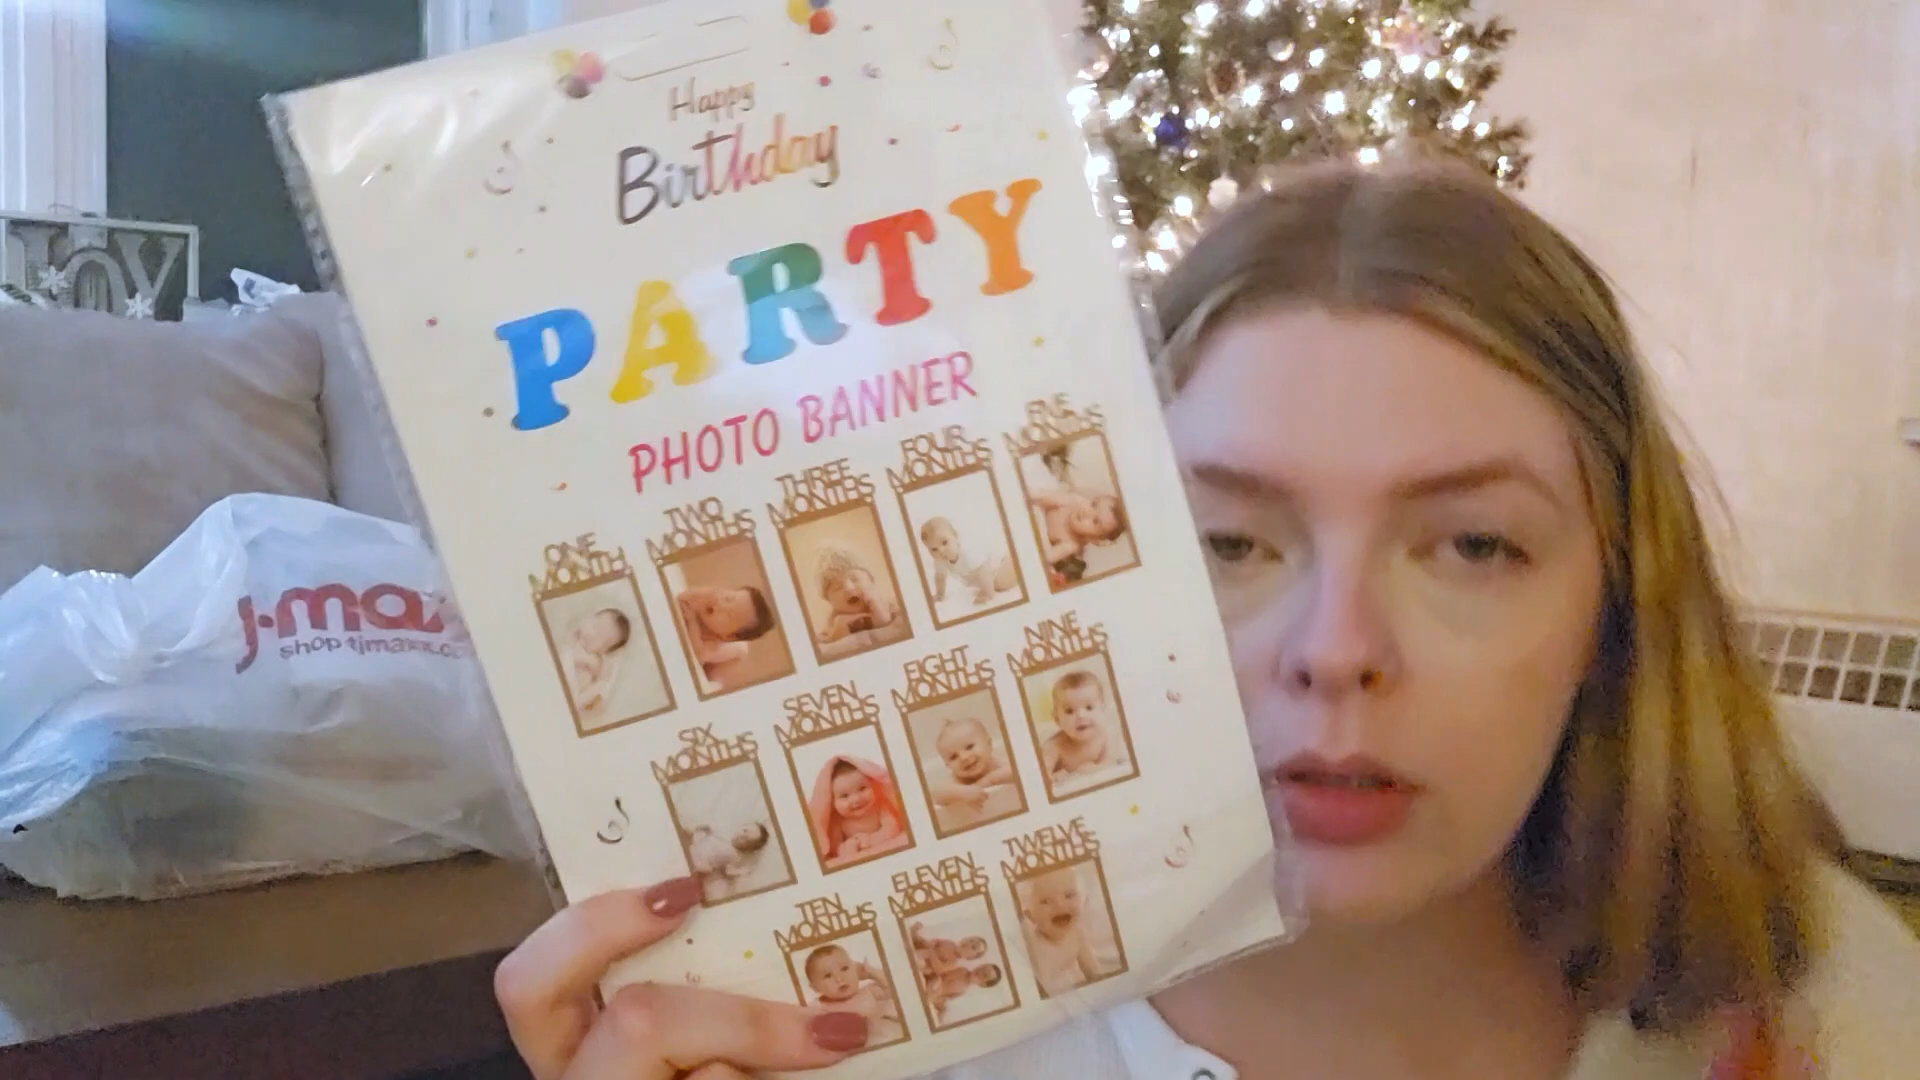 Happy
Birthday
PARTY
PHOTO BANNER
ONE
MONTH
TWO
MONTHS
THREE
MONTHS
FOUR
MONTHS
FIVE
MONTHS
SIX
MONTHS
SEVEN
MONTHS
EIGHT
MONTHS
NINE
MONTHS
TEN
MONTHS
ELEVEN
MONTHS
TWELVE
MONTHS
JOY